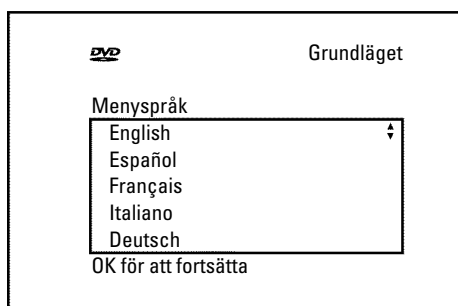 DVD Grundläget
Menyspråk
English
Español
Français
Italiano
Deutsch
OK för att fortsätta